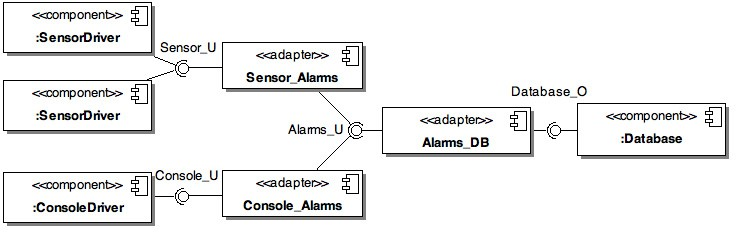 <<component>>
:SensorDriver
Sensor_U
<<adapter>>
Sensor_Alarms
<<component>>
:SensorDriver
Database_O
Alarms_U
<<adapter>>
Alarms_DB
<<component>>
:Database
Console_U
<<component>>
:ConsoleDriver
<<adapter>>
Console_Alarms